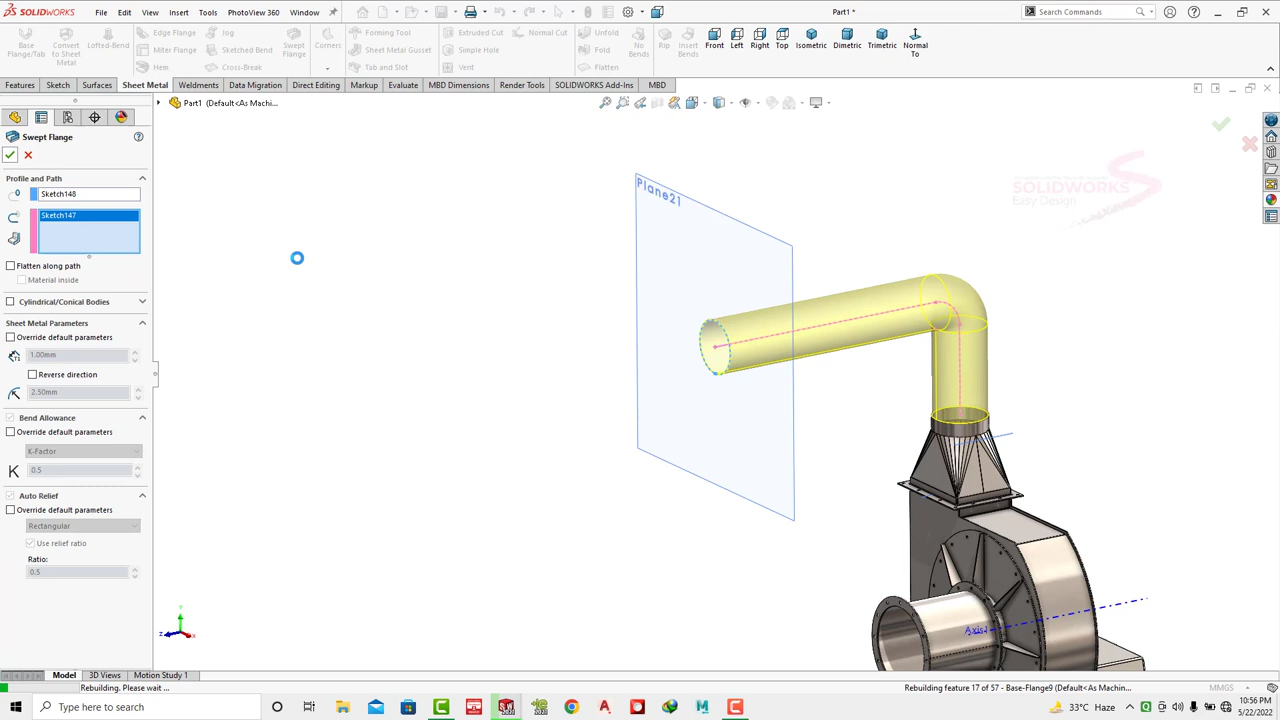 SOLIDWORKS
File Edit View Insert Tools PhotoView 360 Window
Part1 *
Search Commands
Base Flange/Tab
Convert to Sheet Metal
Lofted-Bend
Edge Flange
Miter Flange
Hem
Jog
Sketched Bend
Cross-Break
Swept Flange
Corners
Forming Tool
Sheet Metal Gusset
Tab and Slot
Extruded Cut
Simple Hole
Vent
Normal Cut
Unfold
Fold
Flatten
No Bends
Rip
Insert Bends
Front
Left
Right
Top
Isometric
Dimetric
Trimetric
Normal To
Features Sketch Surfaces Sheet Metal Weldments Data Migration Direct Editing Markup Evaluate MBD Dimensions Render Tools SOLIDWORKS Add-Ins MBD
Part1 (Default<As Machi...
Swept Flange
Profile and Path
Sketch148
Sketch147
Flatten along path
Material inside
Cylindrical/Conical Bodies
Sheet Metal Parameters
Override default parameters
1.00mm
Reverse direction
2.50mm
Bend Allowance
Override default parameters
K-Factor
K
0.5
Auto Relief
Override default parameters
Rectangular
Use relief ratio
Ratio:
0.5
Plane21
SOLIDWORKS
Easy Design
Axis1
Y
Z
X
Model 3D Views Motion Study 1
Rebuilding. Please wait ...
Rebuilding feature 17 of 57 - Base-Flange9 (Default<As Machin...
MMGS
Type here to search
33°C Haze
10:56 PM
5/22/2022